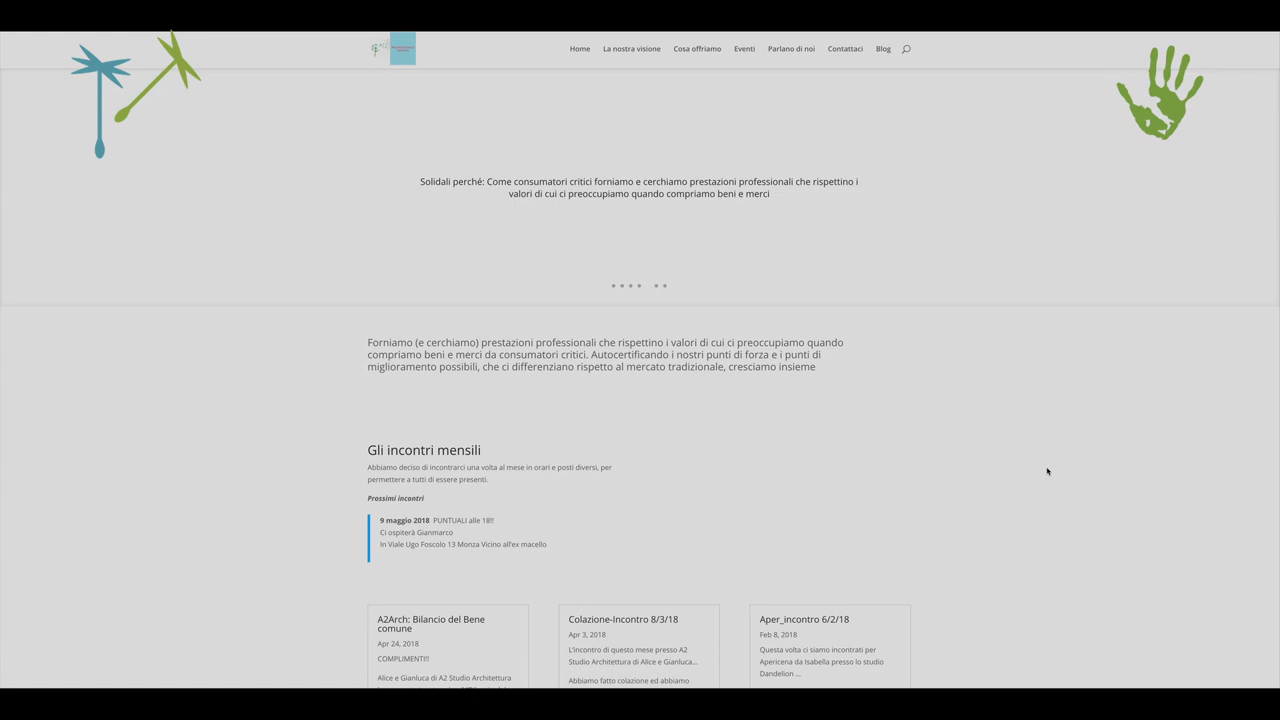 Home La nostra visione Cosa offriamo Eventi Parlano di noi Contattaci Blog
Solidali perché: Come consumatori critici forniamo e cerchiamo prestazioni professionali che rispettino i
valori di cui ci preoccupiamo quando compriamo beni e merci
Forniamo (e cerchiamo) prestazioni professionali che rispettino i valori di cui ci preoccupiamo quando
compriamo beni e merci da consumatori critici. Autocertificando i nostri punti di forza e i punti di
miglioramento possibili, che ci differenziano rispetto al mercato tradizionale, cresciamo insieme
Gli incontri mensili
Abbiamo deciso di incontrarci una volta al mese in orari e posti diversi, per
permettere a tutti di essere presenti.
Prossimi incontri
9 maggio 2018 PUNTUALI alle 18!!
Ci ospiterà Gianmarco
In Viale Ugo Foscolo 13 Monza Vicino all'ex macello
A2Arch: Bilancio del Bene
comune
Apr 24, 2018
COMPLIMENTI!!
Alice e Gianluca di A2 Studio Architettura
Colazione-Incontro 8/3/18
Apr 3, 2018
L'incontro di questo mese presso A2
Studio Architettura di Alice e Gianluca...
Abbiamo fatto colazione ed abbiamo
Aper_incontro 6/2/18
Feb 8, 2018
Questa volta ci siamo incontrati per
Apericena da Isabella presso lo studio
Dandelion ...